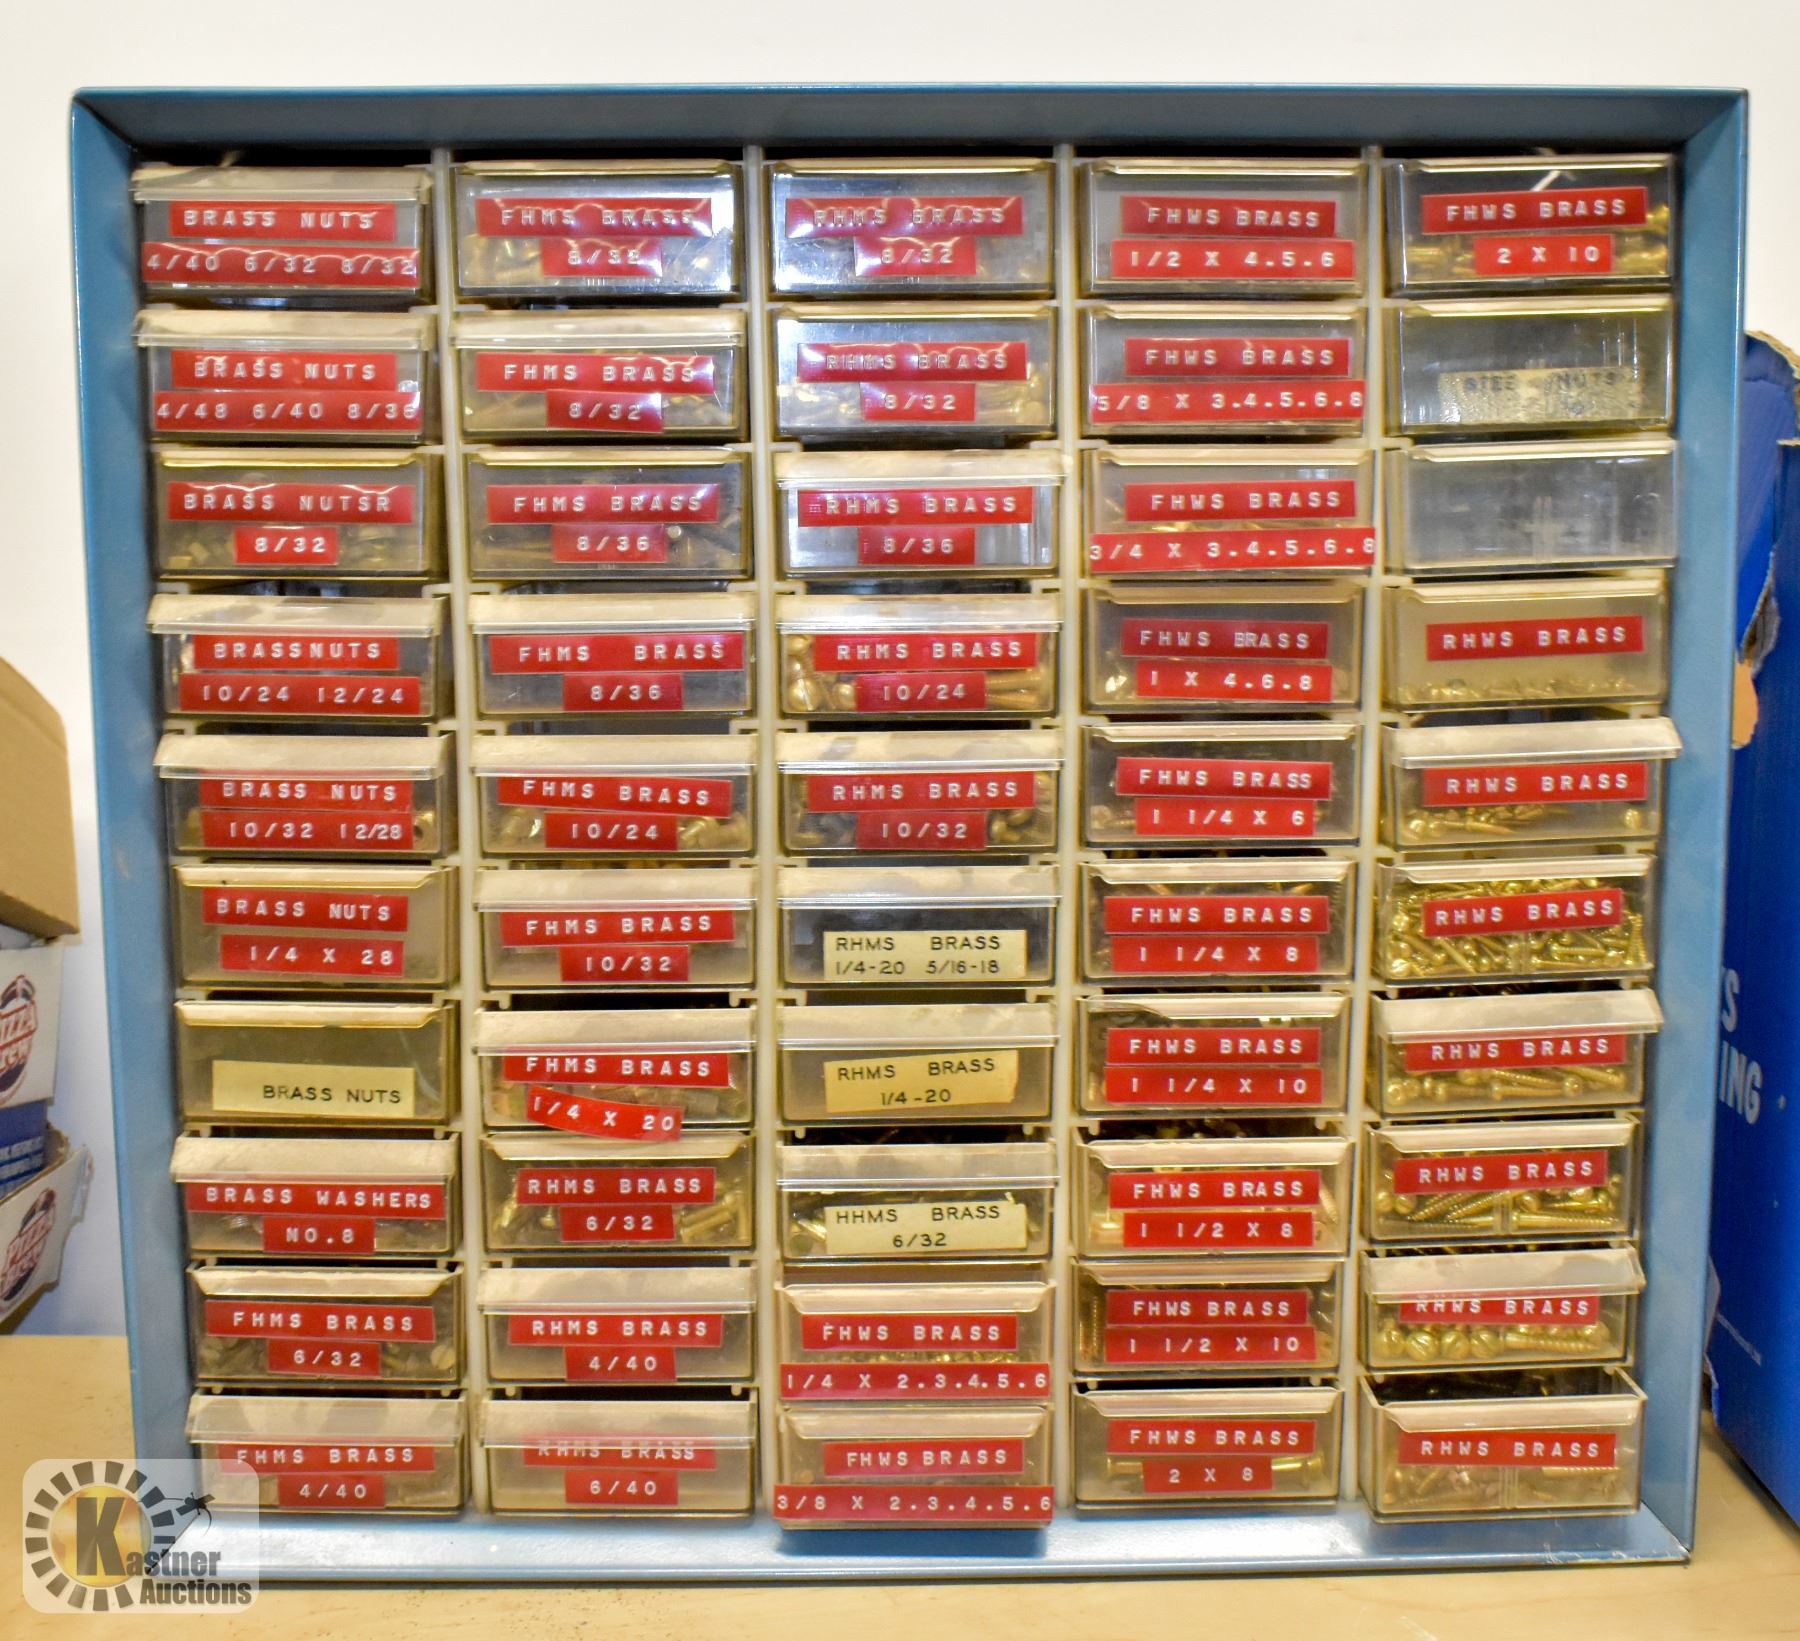 BRASS NUTS
4/40 6/32 8/32
FHMS BRASS
8/32
RHMS BRASS
8/32
FHWS BRASS
1/2 X 4.5.6
FHWS BRASS
2 X 10
BRASS NUTS
4/48 6/40 8/36
FHMS BRASS
8/32
RHMS BRASS
8/32
FHWS BRASS
5/8 X 3.4.5.6.8
NUTS
BRASS NUTSR
8/32
FHMS BRASS
8/36
RHMS BRASS
8/36
FHWS BRASS
3/4 X 3.4.5.6.8
BRASSNUTS
10/24 12/24
FHMS BRASS
8/36
RHMS BRASS
10/24
FHWS BRASS
1 X 4.6.8
RHWS BRASS
BRASS NUTS
10/32 12/28
FHMS BRASS
10/24
RHMS BRASS
10/32
FHWS BRASS
1 1/4 X 6
RHWS BRASS
BRASS NUTS
1/4 X 28
FHMS BRASS
10/32
RHMS BRASS
1/4-20 5/16-18
FHWS BRASS
1 1/4 X 8
RHWS BRASS
BRASS NUTS
FHMS BRASS
1/4 X 20
RHMS BRASS
1/4-20
FHWS BRASS
1 1/4 X 10
RHWS BRASS
BRASS WASHERS
NO.8
RHMS BRASS
6/32
HHMS BRASS
6/32
FHWS BRASS
1 1/2 X 8
RHWS BRASS
FHMS BRASS
6/32
RHMS BRASS
4/40
FHWS BRASS
1/4 X 2.3.4.5.6
FHWS BRASS
1 1/2 X 10
RHWS BRASS
FHMS BRASS
4/40
RHMS BRASS
6/40
FHWS BRASS
3/8 X 2.3.4.5.6
FHWS BRASS
2 X 8
RHWS BRASS
ING
Kastner
Auctions